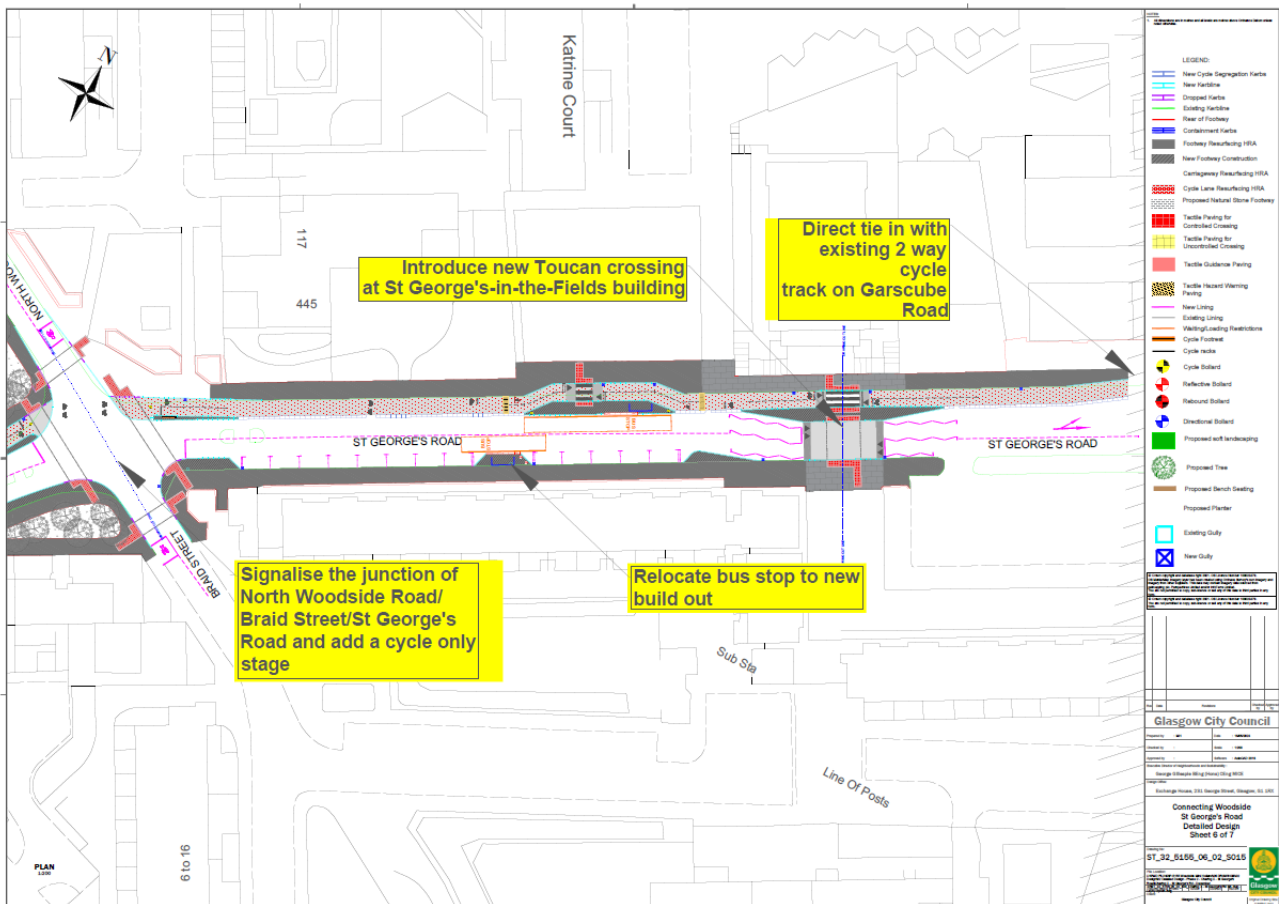 N
Katrine Court
117
445
NORTH WOO
Introduce new Toucan crossing
at St George's-in-the-Fields building
Direct tie in with
existing 2 way
cycle
track on Garscube
Road
ST GEORGE'S ROAD
ST GEORGE'S ROAD
BRAID STREET
Signalise the junction of
North Woodside Road/
Braid Street/St George's
Road and add a cycle only
stage
Relocate bus stop to new
build out
Sub Sta
Line Of Posts
6 to 16
PLAN
LEGEND:
New Cycle Segregation Kerbs
New Kerbline
Dropped Kerbs
Existing Kerbline
Rear of Footway
Containment Kerbs
Footway Resurfacing HRA
New Footway Construction
Carriageway Resurfacing HRA
Cycle Lane Resurfacing HRA
Proposed Natural Stone Footway
Tactile Paving for
Controlled Crossing
Tactile Paving for
Uncontrolled Crossing
Tactile Guidance Paving
Tactile Hazard Warning
Paving
New Lining
Existing Lining
Waiting/Loading Restrictions
Cycle Footrest
Cycle racks
Cycle Bollard
Reflective Bollard
Rebound Bollard
Directional Bollard
Proposed soft landscaping
Proposed Tree
Proposed Bench Seating
Proposed Planter
Existing Gully
New Gully
Glasgow City Council
Exchange House, 231 George Street, Glasgow, G1 1RX
Connecting Woodside
St George's Road
Detailed Design
Sheet 6 of 7
ST_32_5155_06_02_S015
Glasgow
CITY COUNCIL